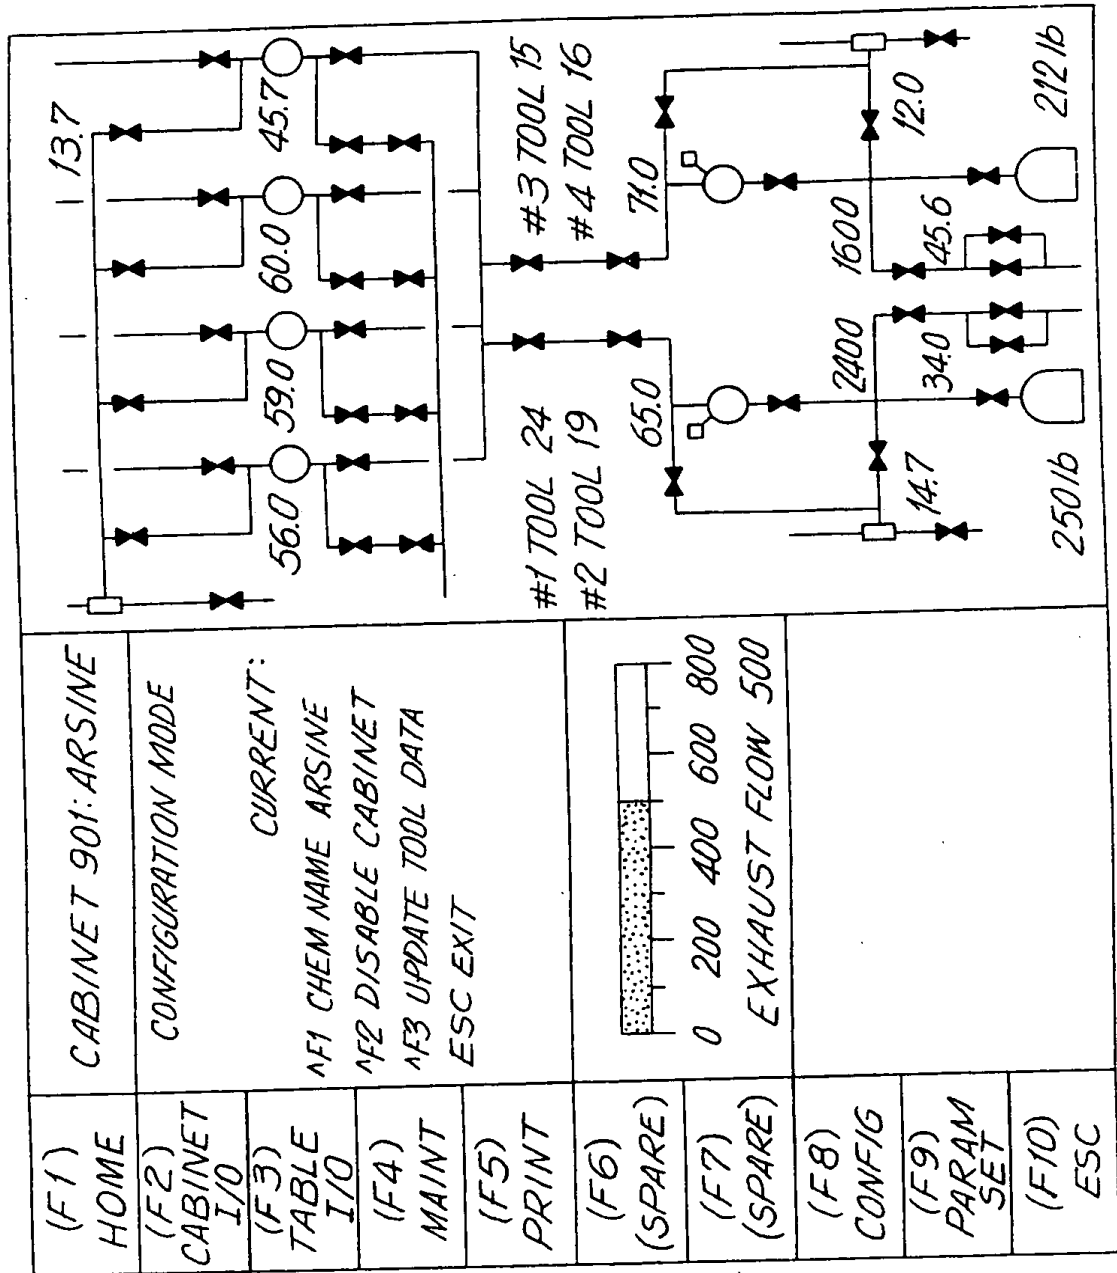 (F1)
HOME
(F2)
CABINET
I/O
(F3)
TABLE
I/O
(F4)
MAINT
(F5)
PRINT
(F6)
(SPARE)
(F7)
(SPARE)
(F8)
CONFIG
(F9)
PARAM
SET
(F10)
ESC
CABINET 901: ARSINE
CONFIGURATION MODE
CURRENT:
^F1 CHEM NAME ARSINE
^F2 DISABLE CABINET
^F3 UPDATE TOOL DATA
ESC EXIT
0 200 400 600 800
EXHAUST FLOW 500
13.7
56.0 59.0 60.0 45.7
#1 TOOL 24
#2 TOOL 19
#3 TOOL 15
#4 TOOL 16
65.0 71.0
2400 1600
14.7 34.0 45.6 12.0
250 lb 212 lb